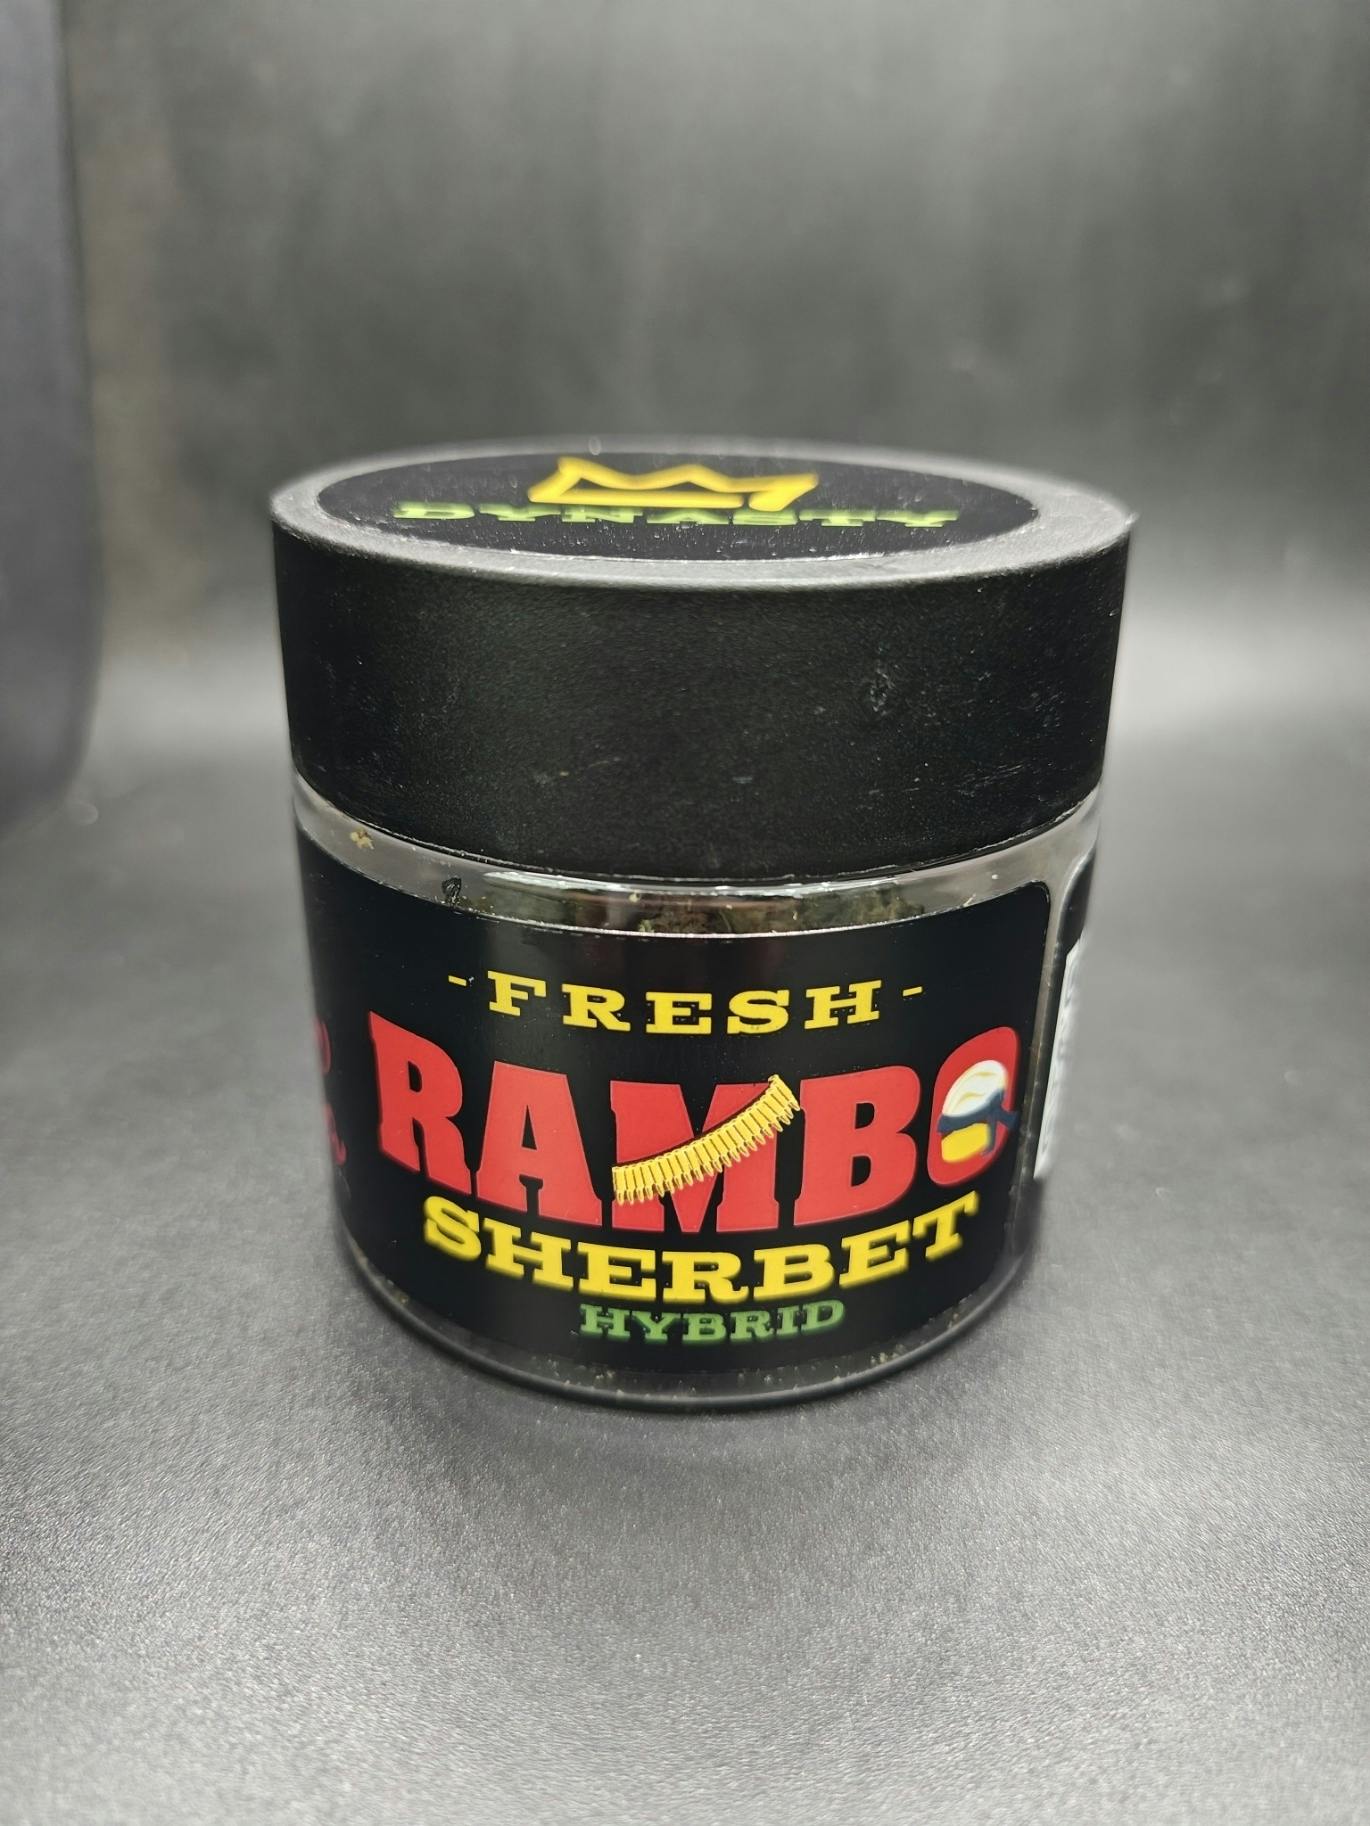 DYNASTY
-FRESH-
RAMBO
SHERBET
HYBRID